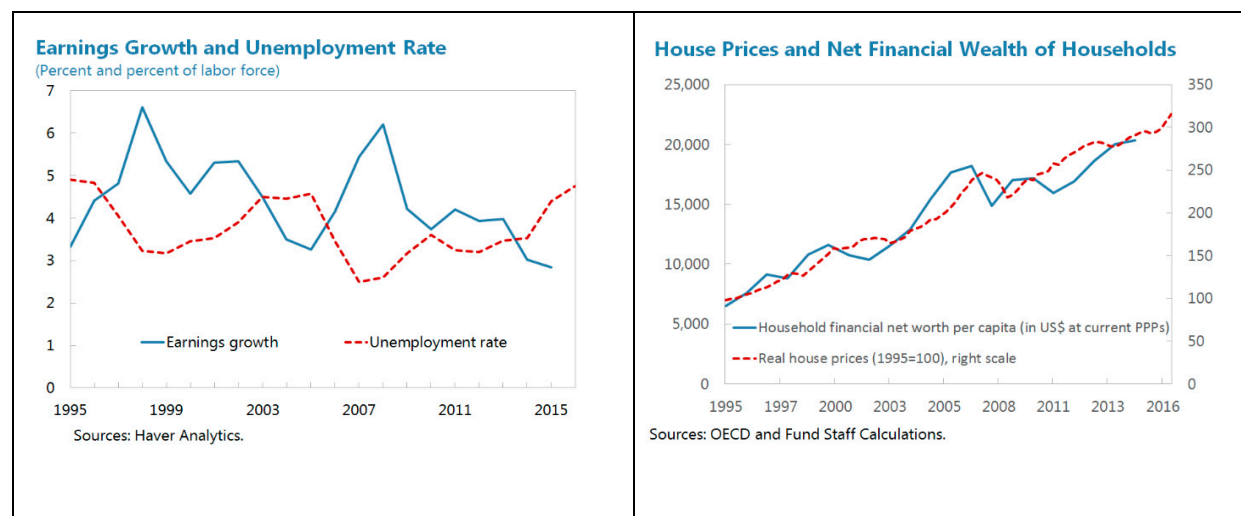 Earnings Growth and Unemployment Rate
(Percent and percent of labor force)
7
6
5
4
3
2
1
0
Earnings growth
Unemployment rate
1995 1999 2003 2007 2011 2015
Sources: Haver Analytics.
House Prices and Net Financial Wealth of Households
25,000 350
300
20,000
250
15,000
200
150
10,000
100
5,000
50
0 0
Household financial net worth per capita (in US$ at current PPPs)
Real house prices (1995=100), right scale
1995 1997 2000 2003 2005 2008 2011 2013 2016
Sources: OECD and Fund Staff Calculations.